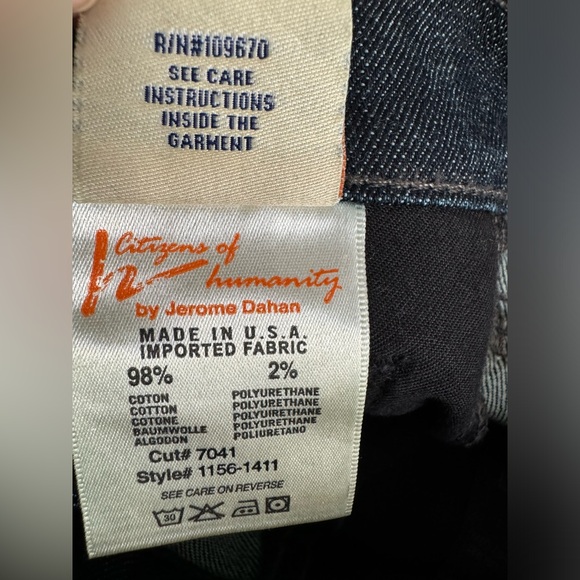 R/N#109670
SEE CARE
INSTRUCTIONS
INSIDE THE
GARMENT
Citizens of
humanity
by Jerome Dahan
MADE IN U.S.A.
IMPORTED FABRIC
98% 2%
COTON POLYURETHANE
COTTON POLYURETHANE
COTONE POLYURETHANE
BAUMWOLLE POLYUIRETHANE
ALGODON POLIURETANO
Cut# 7041
Style# 1156-1411
SEE CARE ON REVERSE
30